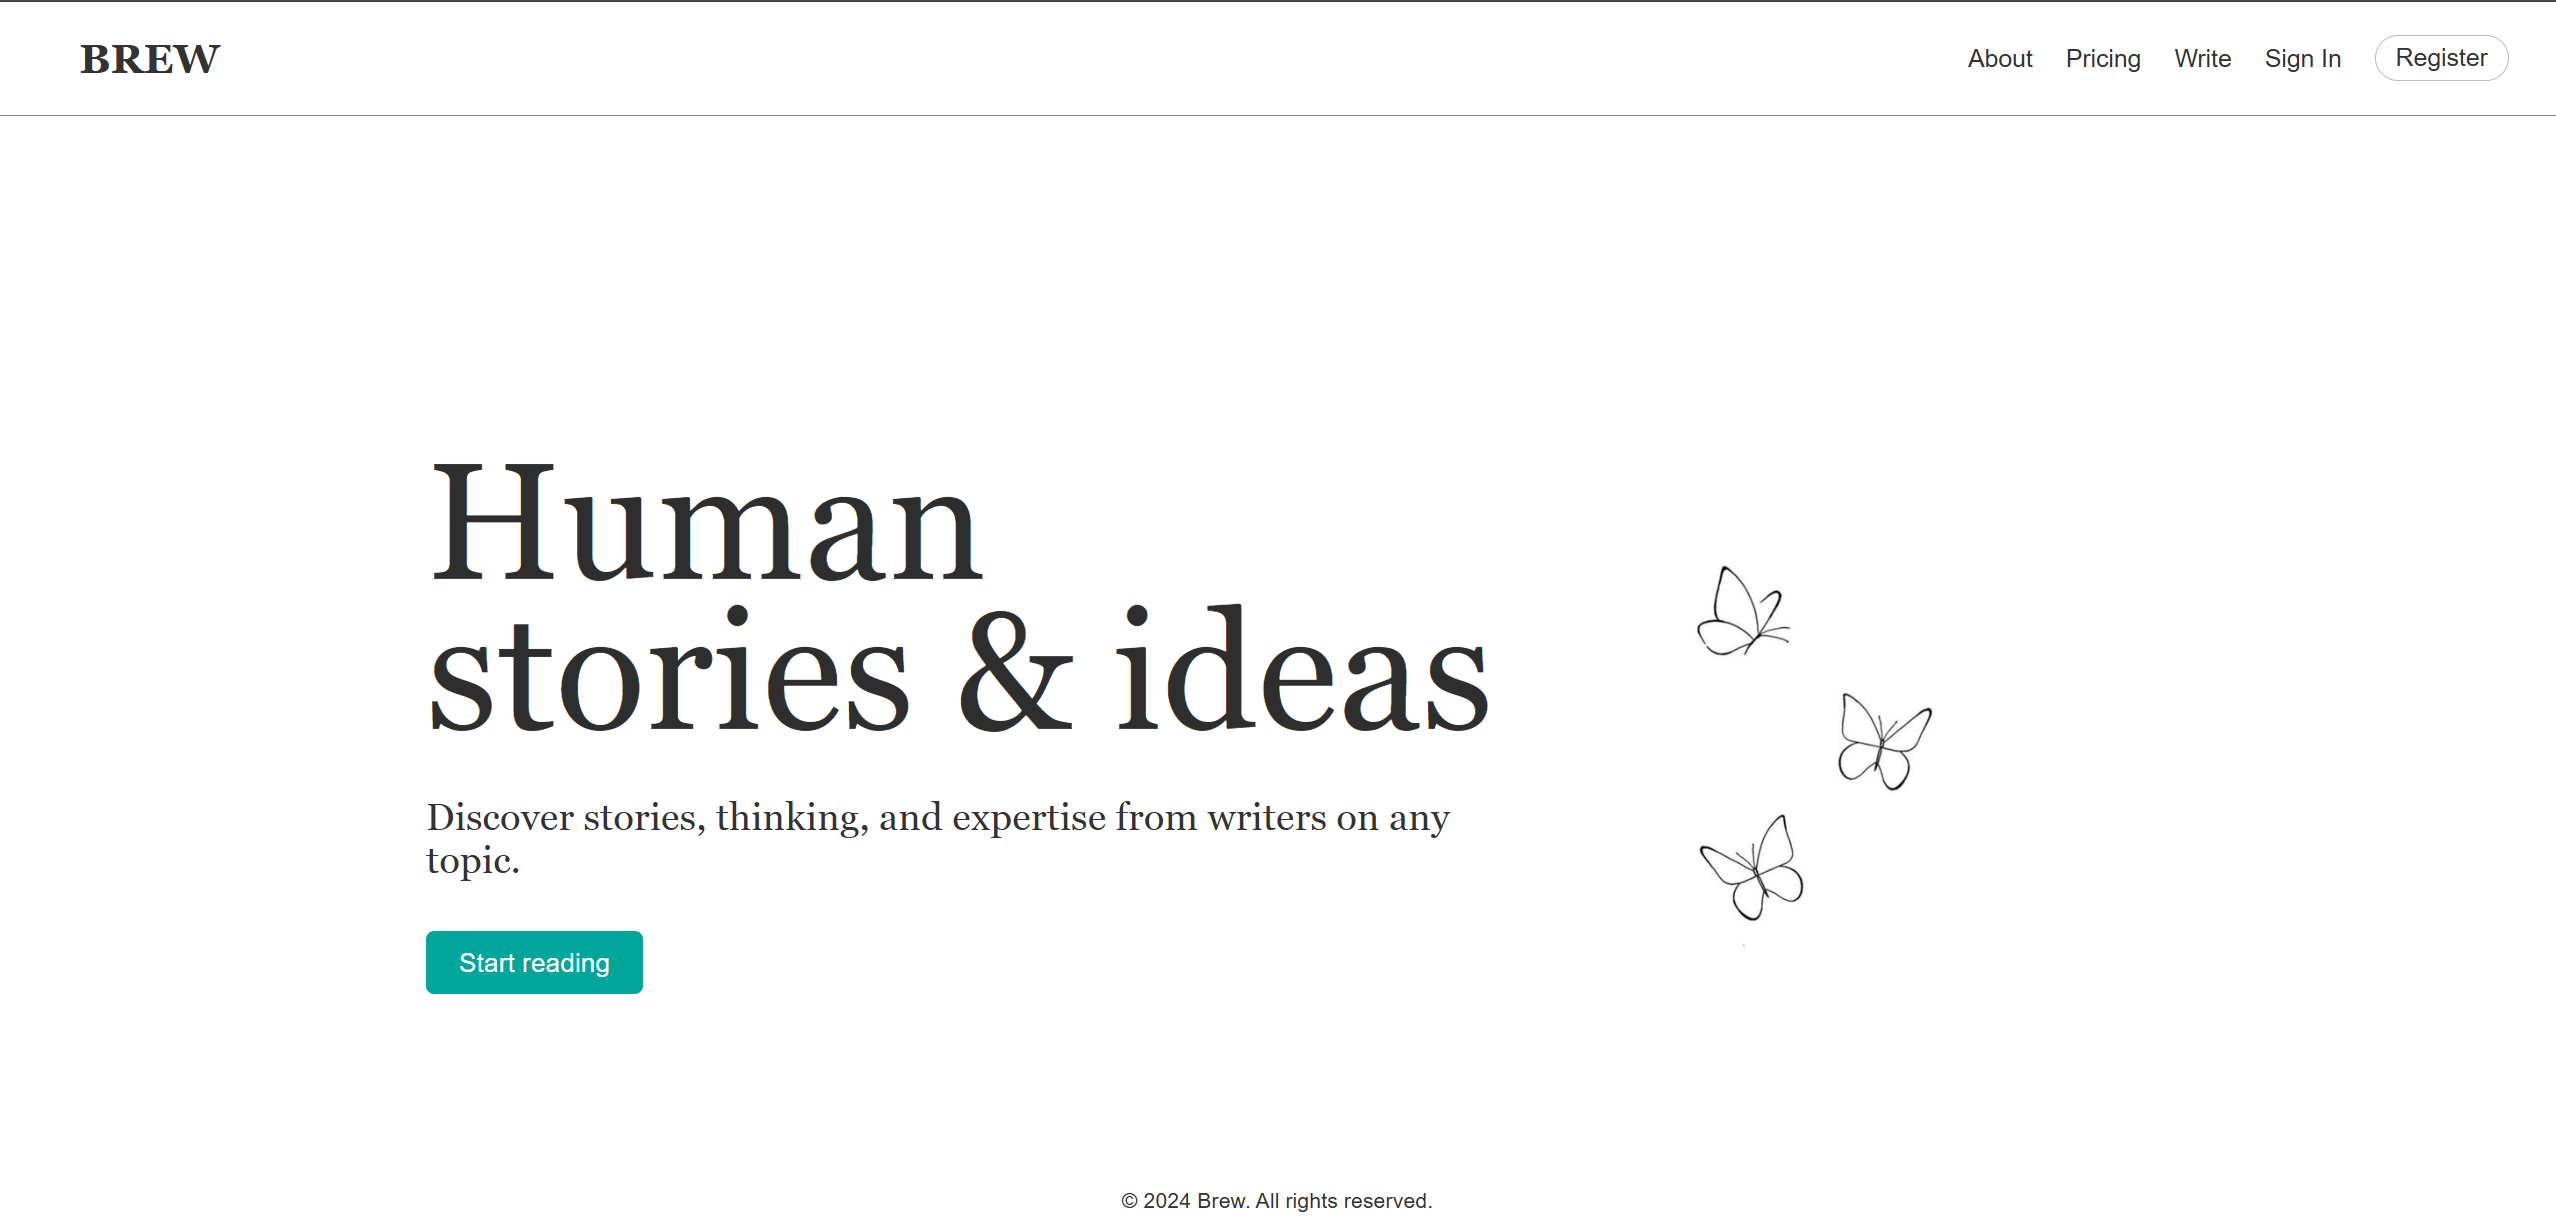 BREW
About Pricing Write Sign In Register
Human
stories & ideas
Discover stories, thinking, and expertise from writers on any
topic.
Start reading
© 2024 Brew. All rights reserved.